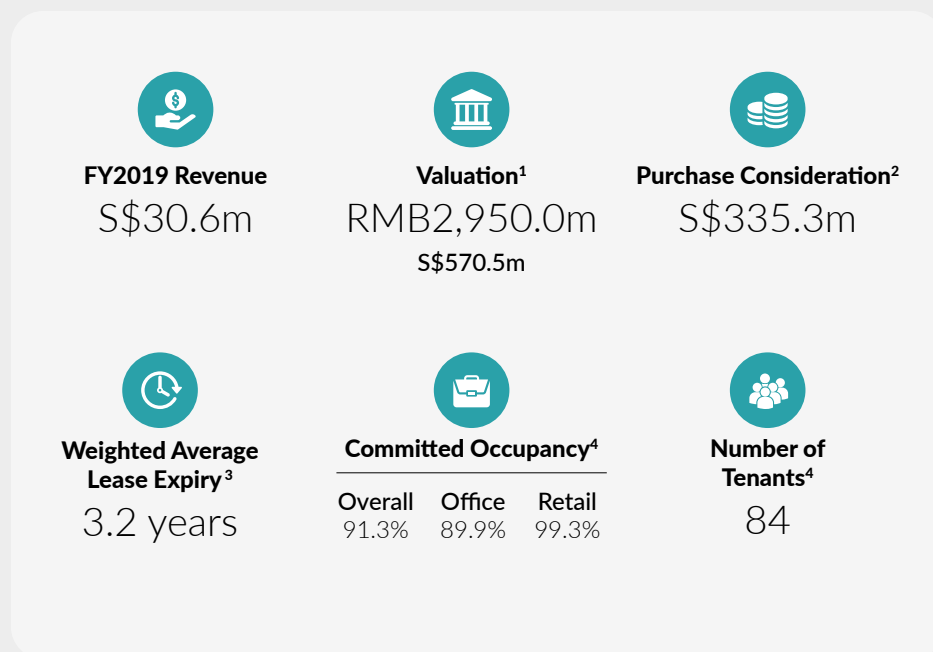 FY2019 Revenue
S$30.6m
Valuation¹
RMB2,950.0m
S$570.5m
Purchase Consideration²
S$335.3m
Weighted Average
Lease Expiry³
3.2 years
Committed Occupancy⁴
Overall Office Retail
91.3% 89.9% 99.3%
Number of
Tenants⁴
84